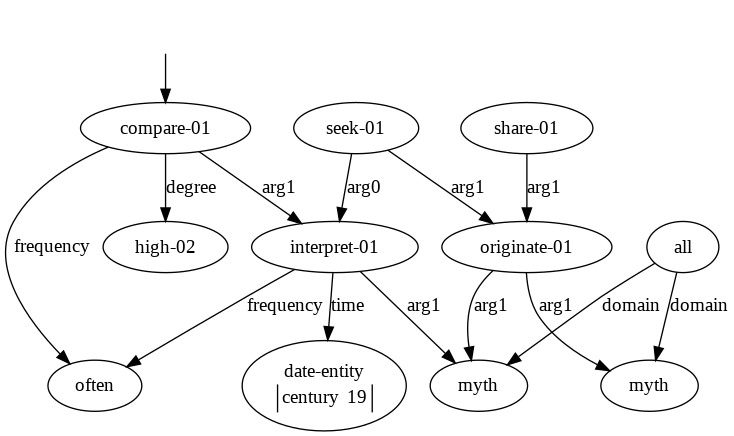 compare-01 seek-01 share-01
degree arg1 arg0 arg1 arg1
frequency high-02 interpret-01 originate-01 all
frequency time arg1 arg1 arg1 domain domain
date-entity
often myth myth
century 19